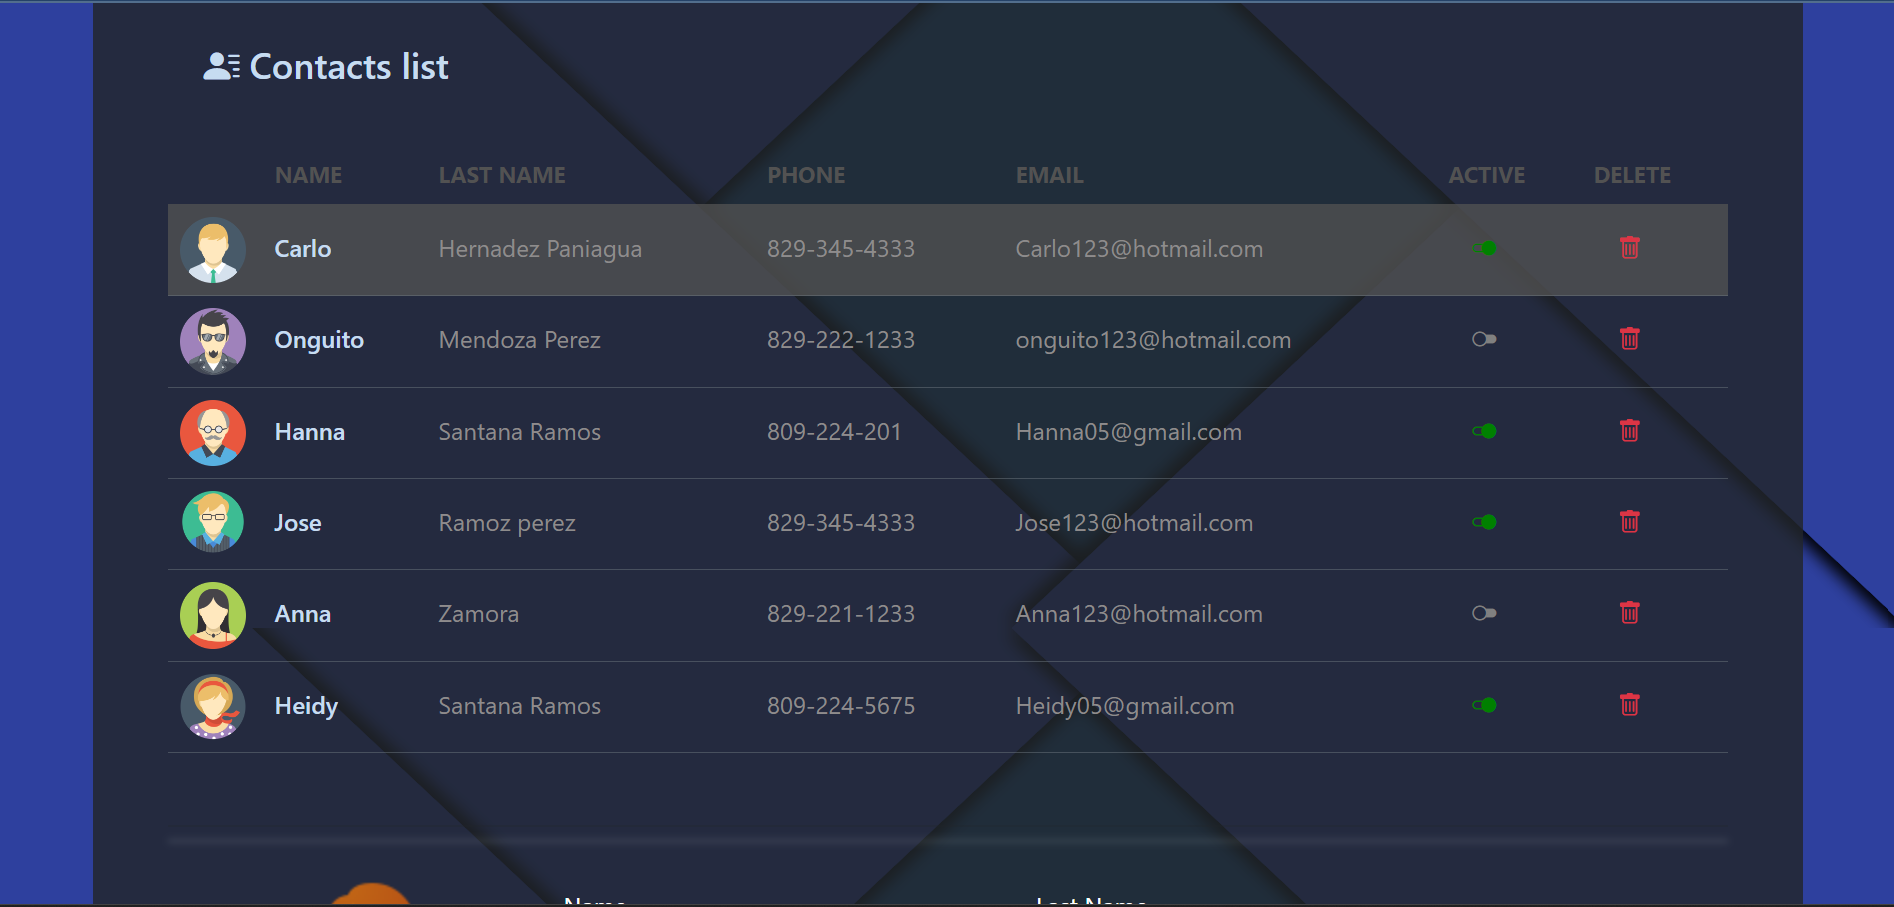 Contacts list
NAME LAST NAME PHONE EMAIL ACTIVE DELETE
Carlo Hernadez Paniagua 829-345-4333 Carlo123@hotmail.com
Onguito Mendoza Perez 829-222-1233 onguito123@hotmail.com
Hanna Santana Ramos 809-224-201 Hanna05@gmail.com
Jose Ramoz perez 829-345-4333 Jose123@hotmail.com
Anna Zamora 829-221-1233 Anna123@hotmail.com
Heidy Santana Ramos 809-224-5675 Heidy05@gmail.com
Name Last Name